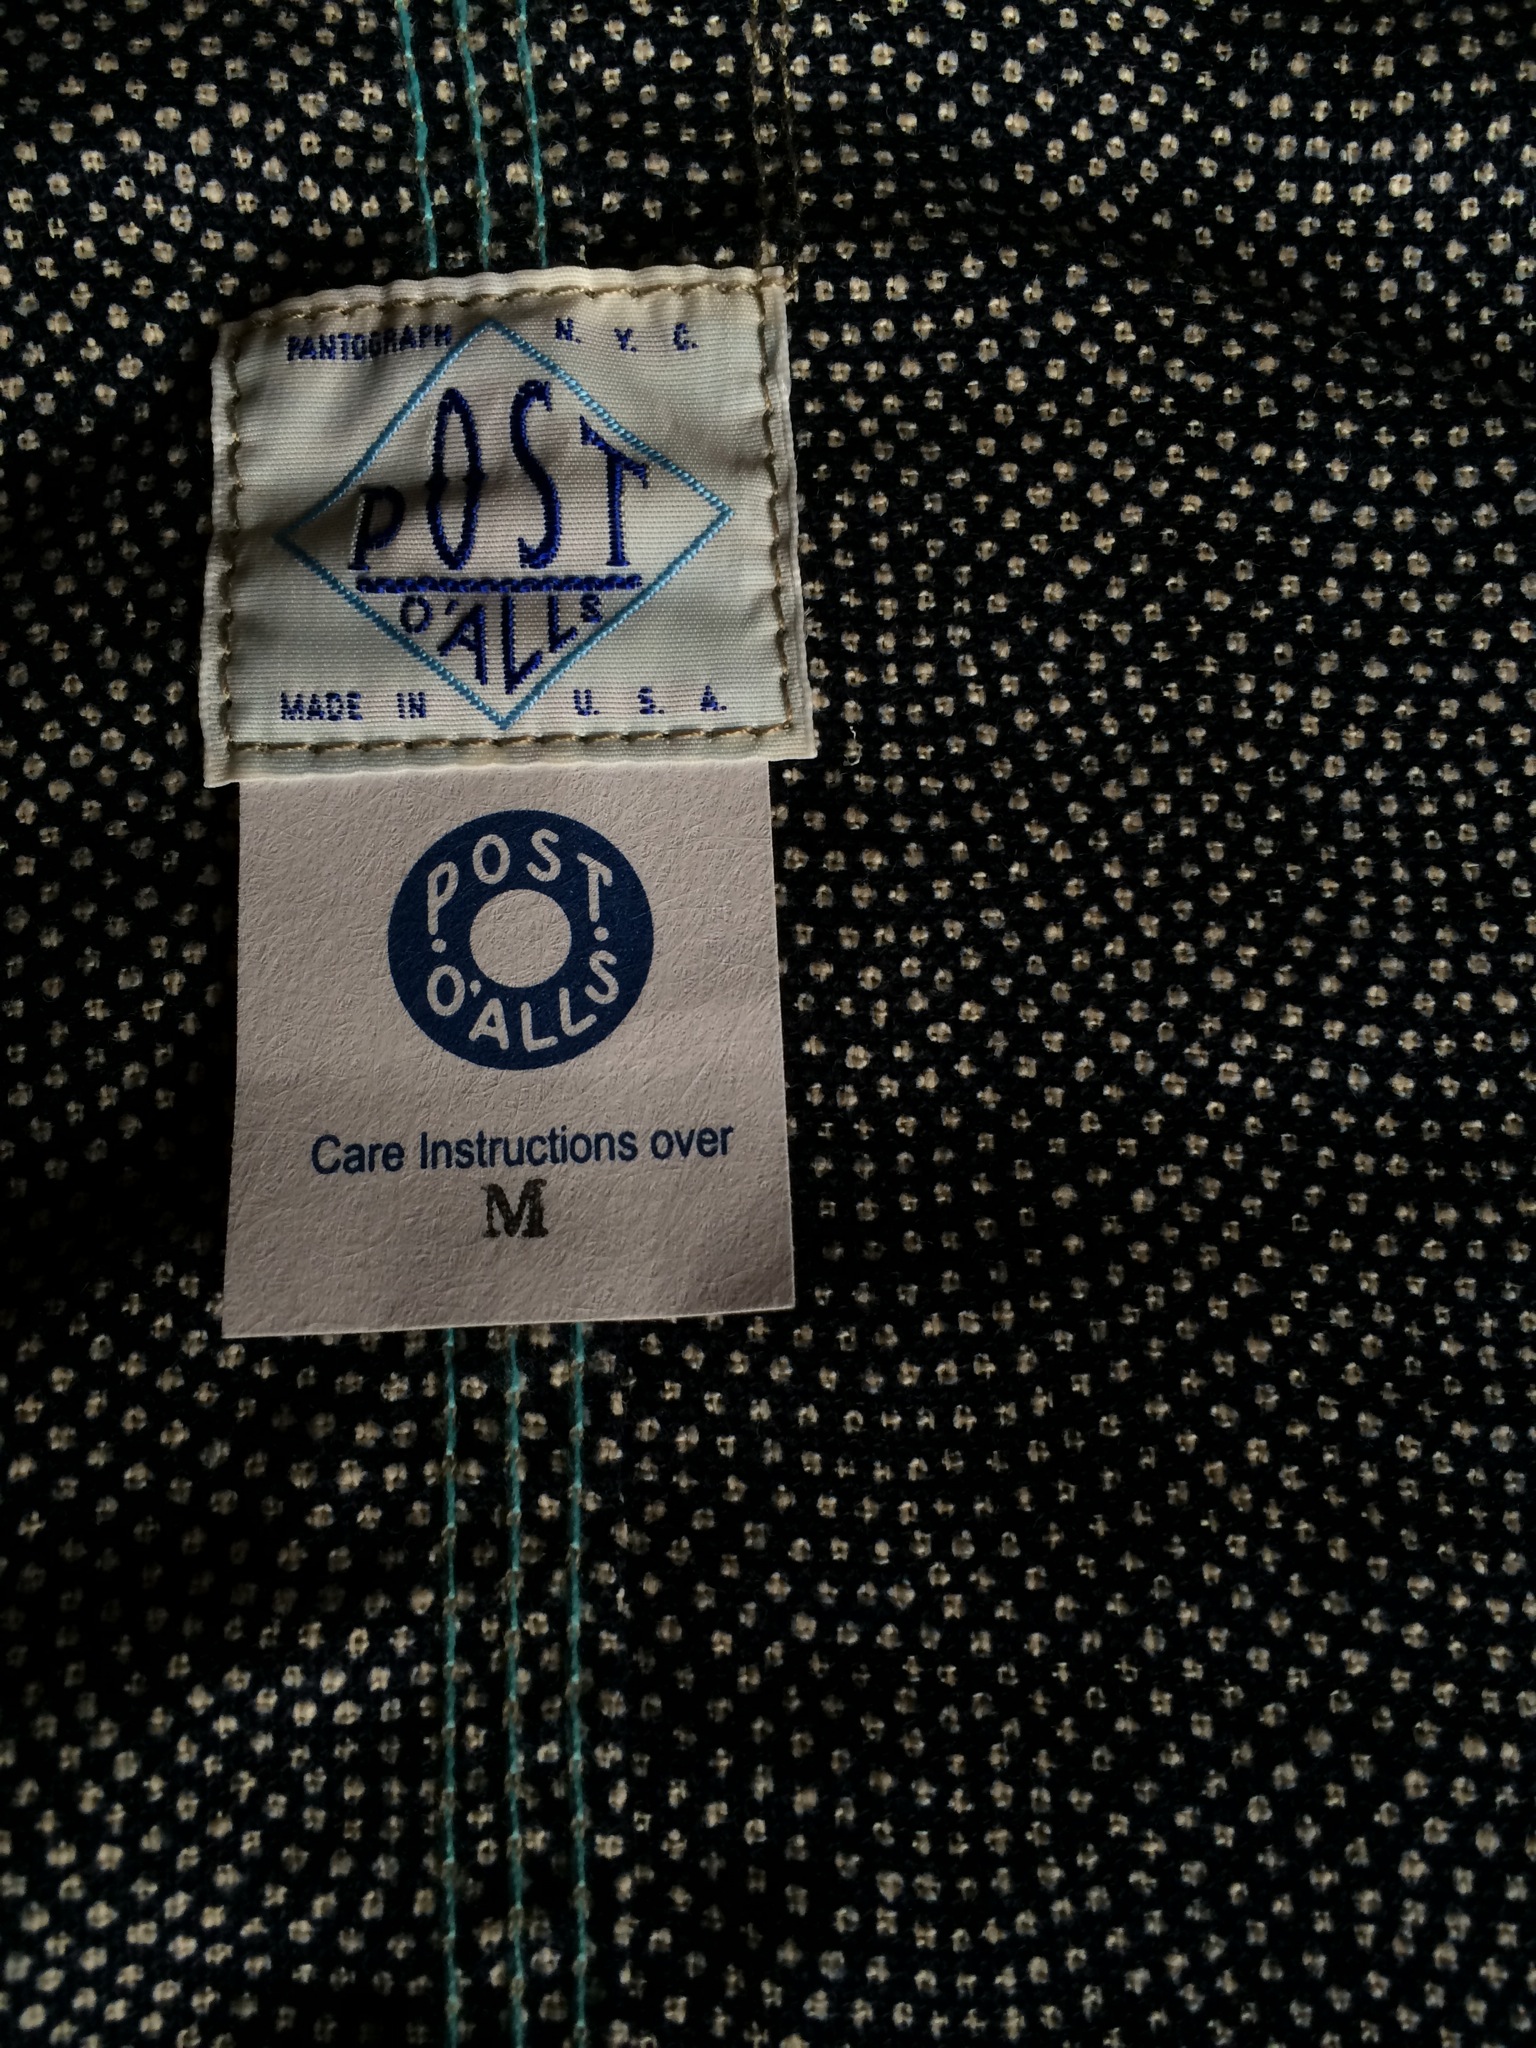 PANTOGRAPH N. Y. C.
POST
O'ALLS
MADE IN U. S. A.
POST
O'ALLS
Care Instructions over
M